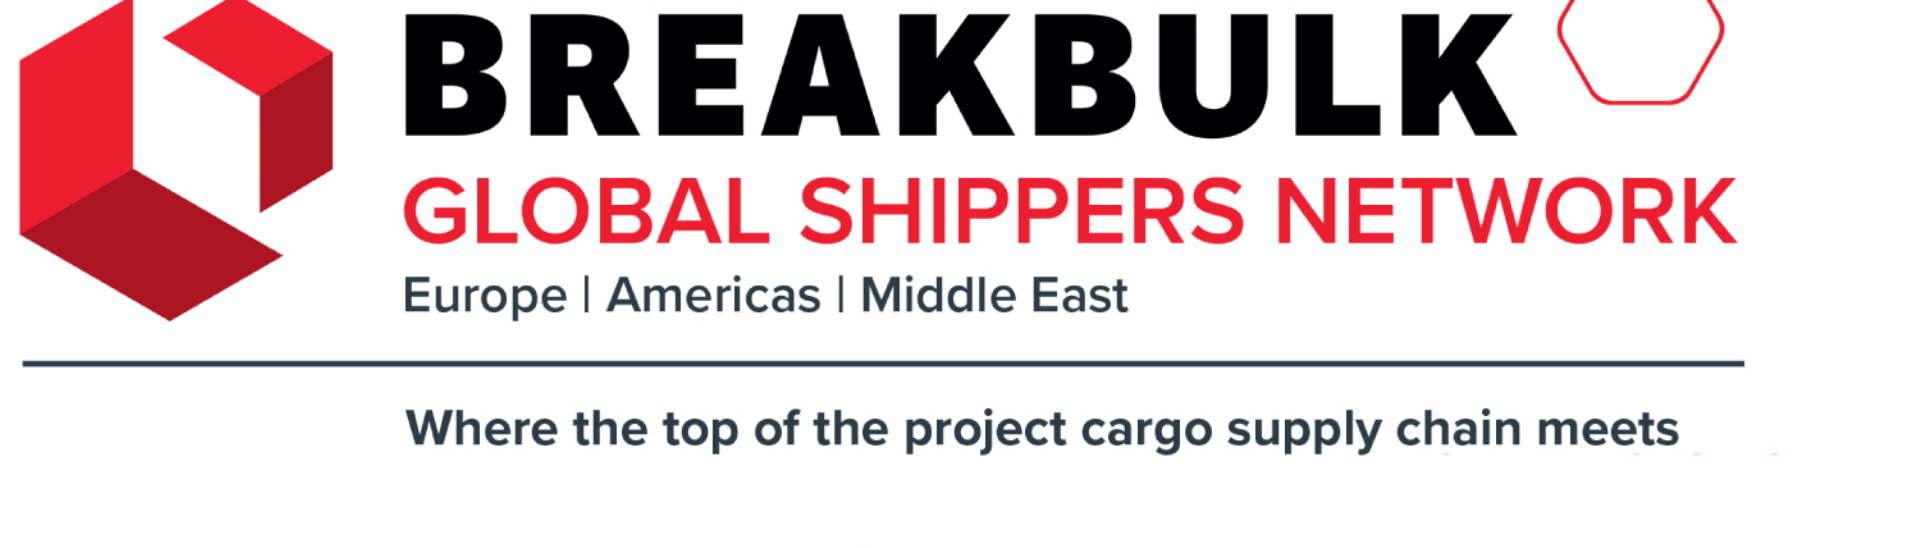 BREAKBULK
GLOBAL SHIPPERS NETWORK
Europe | Americas | Middle East
Where the top of the project cargo supply chain meets